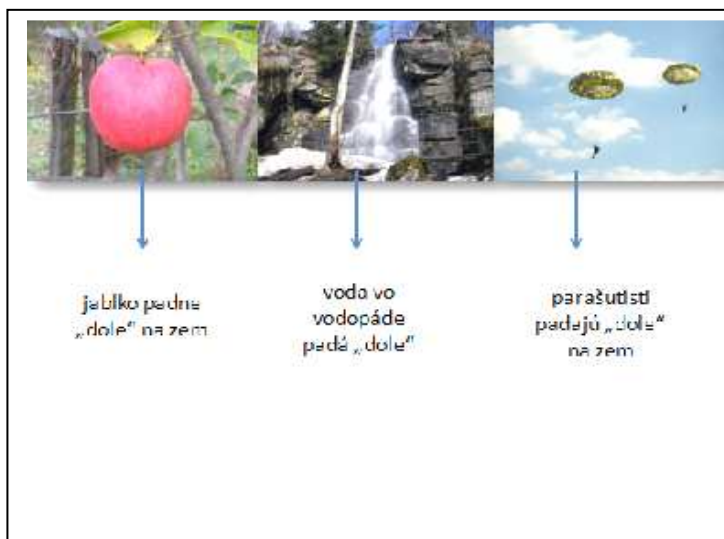 jablko padne
„dole“ na zem
voda vo
vodopáde
padá „dole“
parašutisti
padajú „dole“
na zem